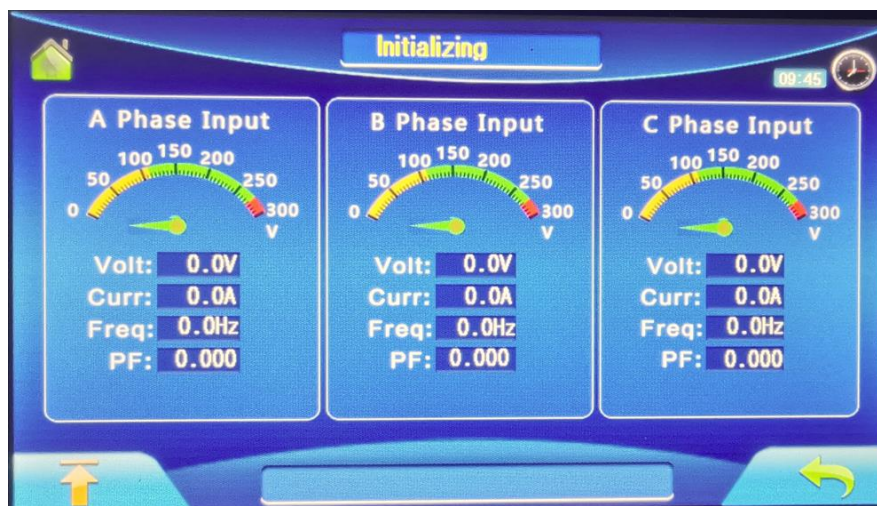 Initializing
09:45
A Phase Input
0 50 100 150 200 250 300
V
Volt: 0.0V
Curr: 0.0A
Freq: 0.0Hz
PF: 0.000
B Phase Input
0 50 100 150 200 250 300
V
Volt: 0.0V
Curr: 0.0A
Freq: 0.0Hz
PF: 0.000
C Phase Input
0 50 100 150 200 250 300
V
Volt: 0.0V
Curr: 0.0A
Freq: 0.0Hz
PF: 0.000